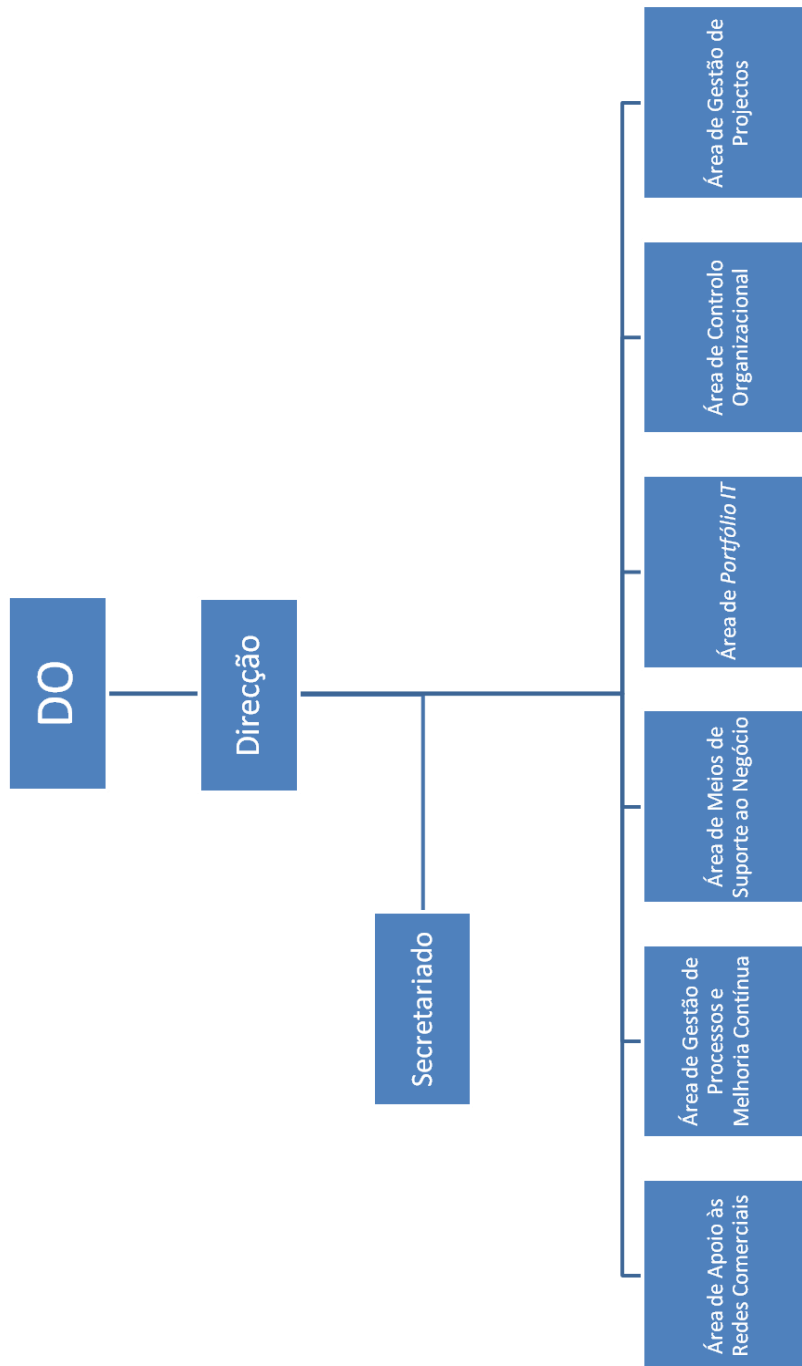 DO
Direcção
Secretariado
Área de Apoio às
Redes Comerciais
Área de Gestão de
Processos e
Melhoria Contínua
Área de Meios de
Suporte ao Negócio
Área de Portfólio IT
Área de Controlo
Organizacional
Área de Gestão de
Projectos